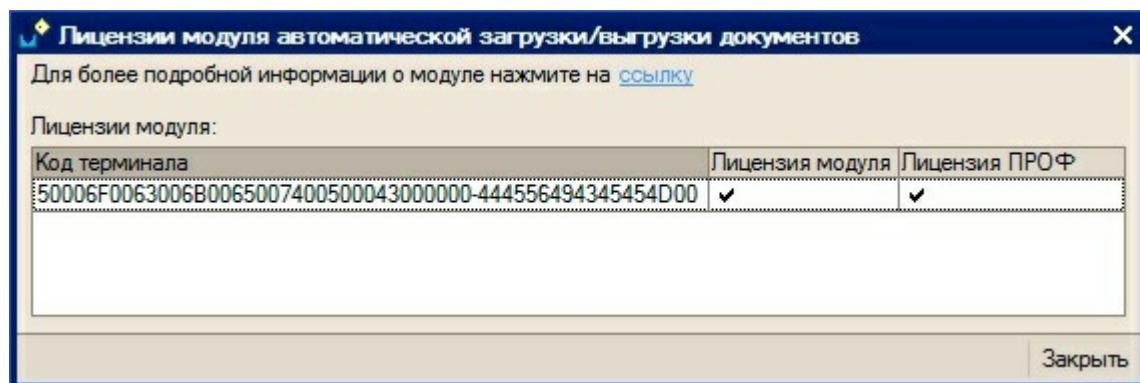 Лицензии модуля автоматической загрузки/выгрузки документов
Для более подробной информации о модуле нажмите на ссылку
Лицензии модуля:
Код терминала Лицензия модуля Лицензия ПРОФ
50006F0063006B0065007400500043000000-444556494345454D00
Закрыть